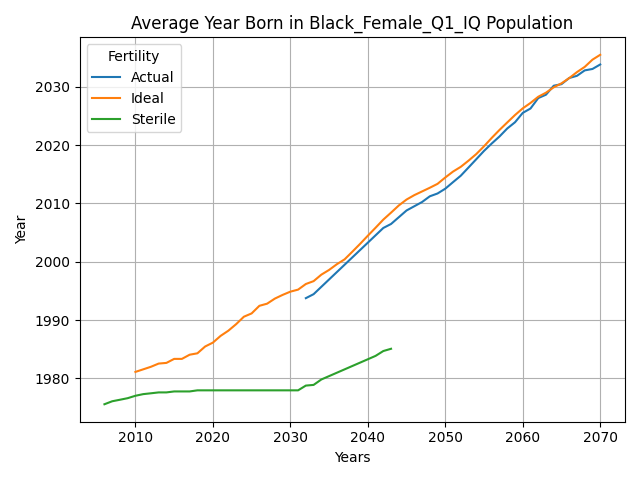 Average Year Born in Black_Female_Q1_IQ Population
Fertility
Actual
Ideal
Sterile
Year
2030
2020
2010
2000
1990
1980
2010 2020 2030 2040 2050 2060 2070
Years